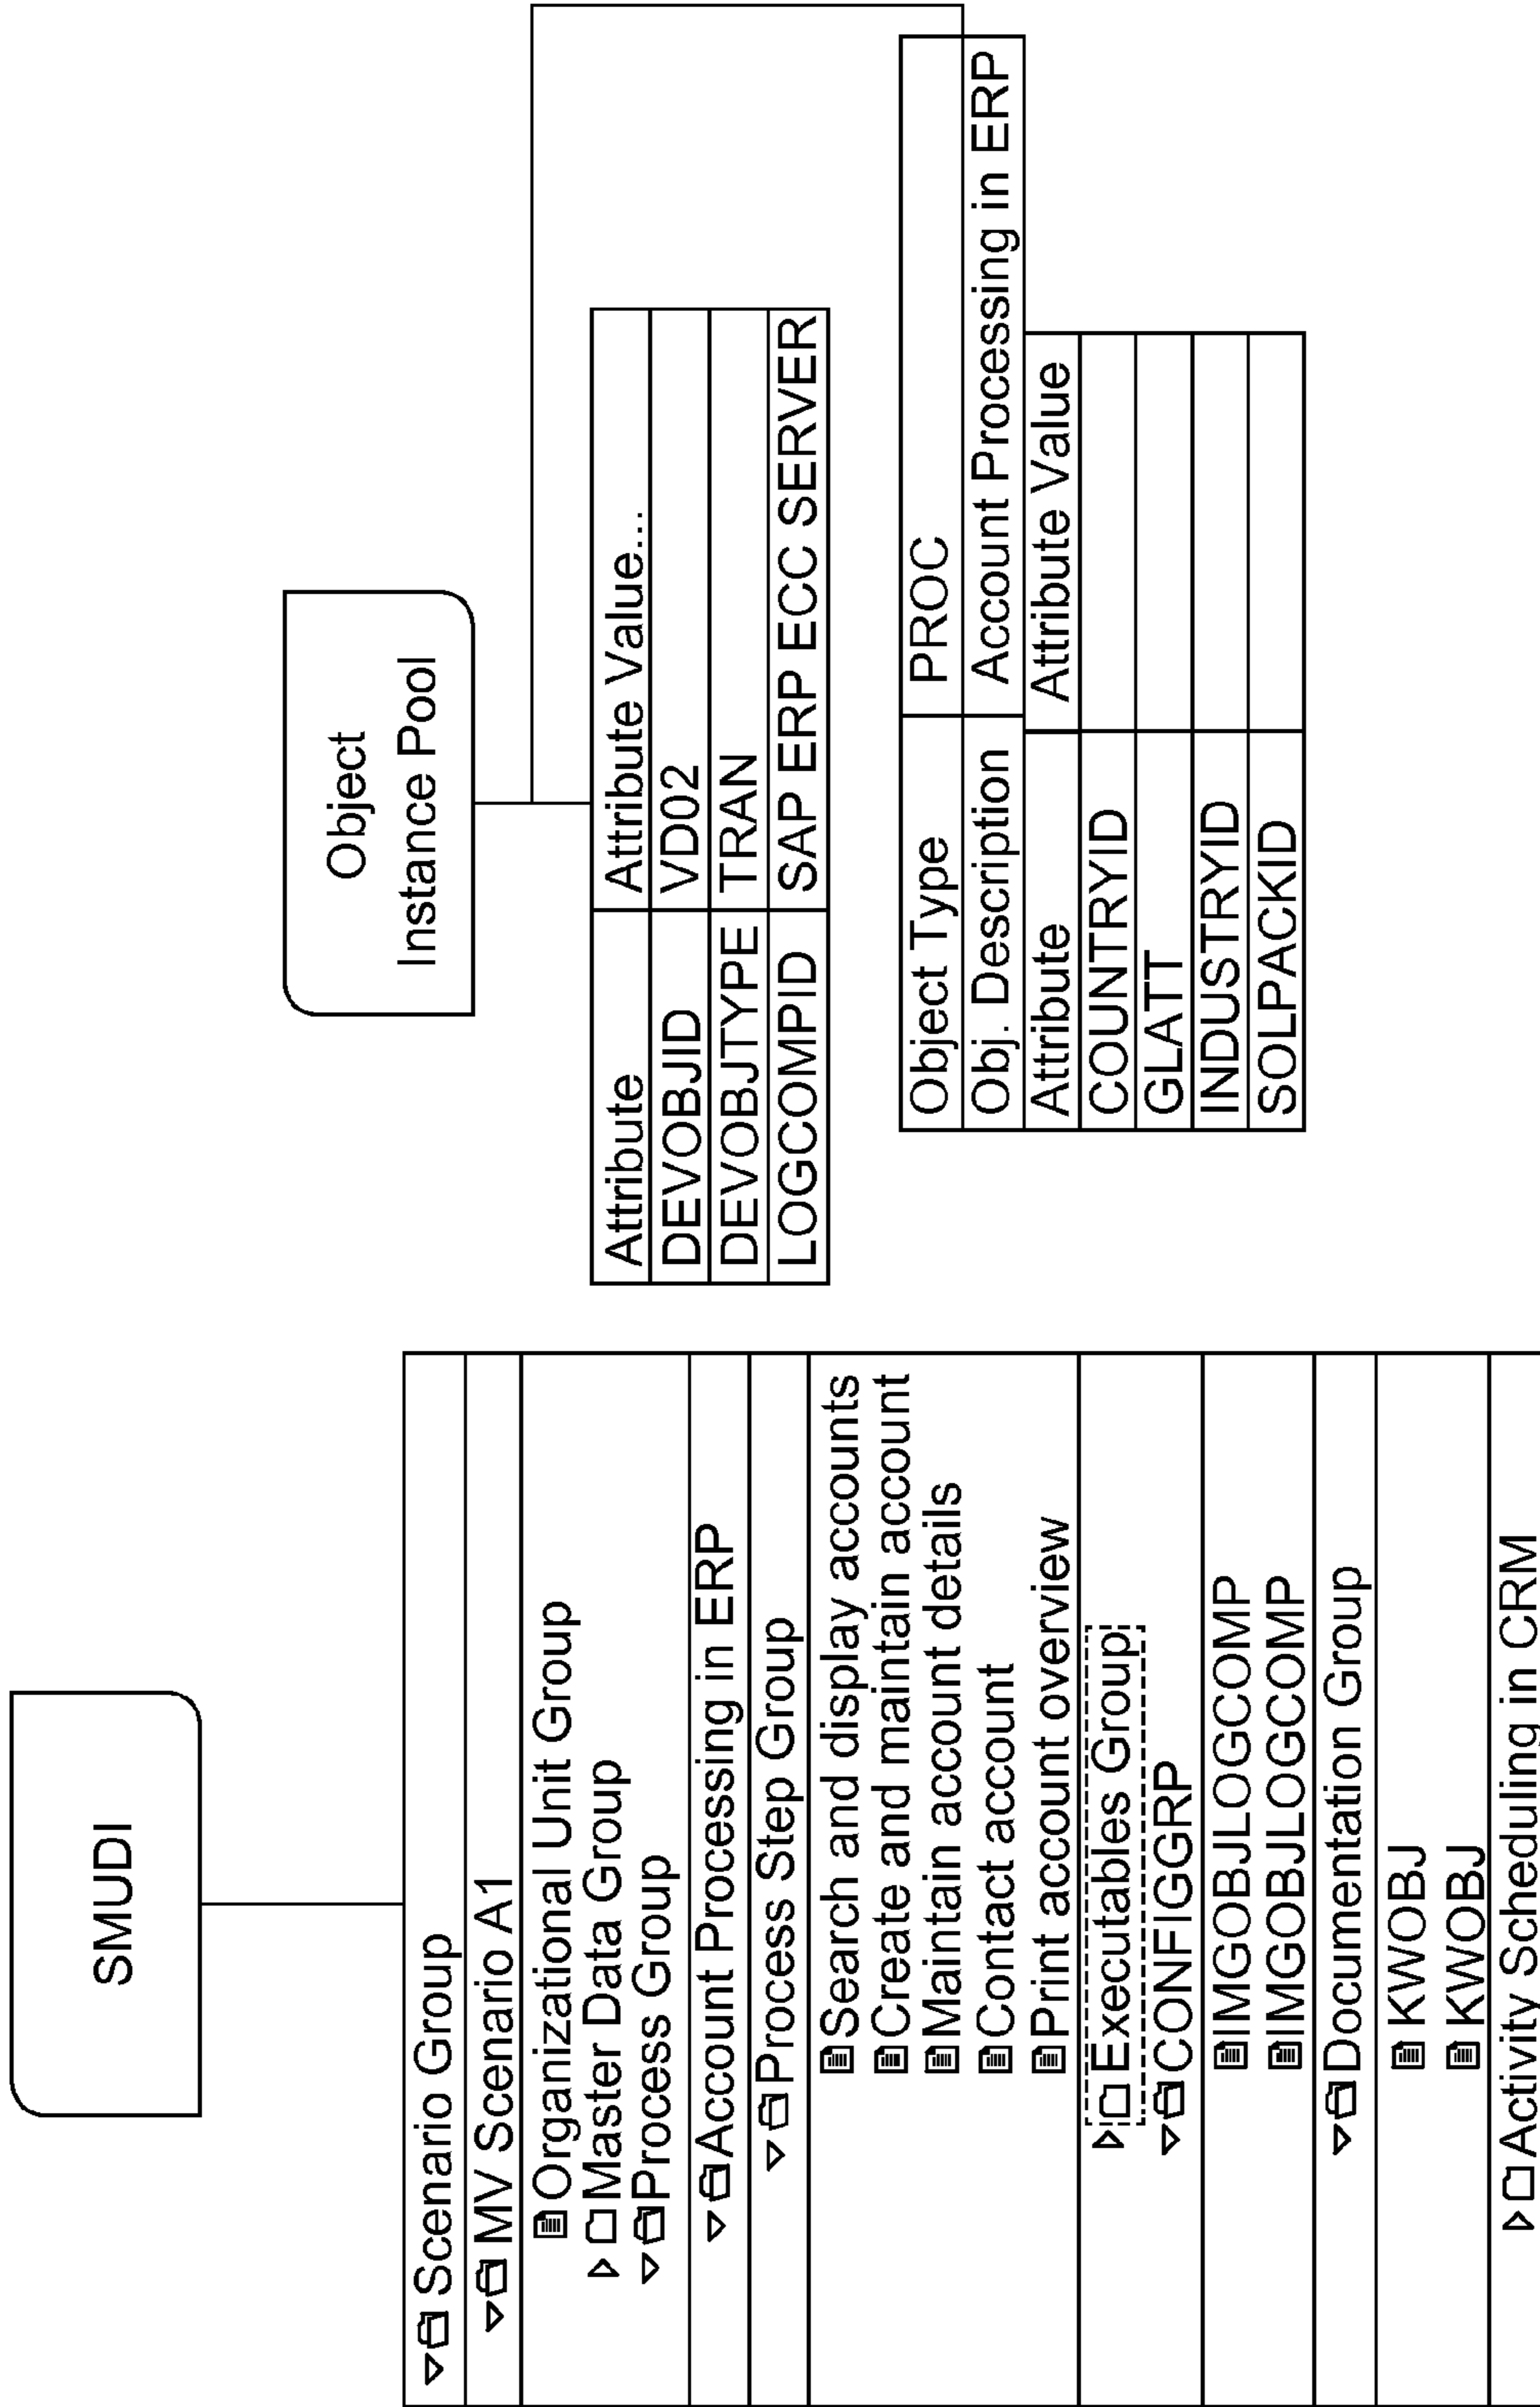 SMUDI
Scenario Group
MV Scenario A1
Organizational Unit Group
Master Data Group
Process Group
Account Processing in ERP
Process Step Group
Search and display accounts
Create and maintain account
Maintain account details
Contact account
Print account overview
Executables Group
CONFIGGRP
IMGOBJLOGCOMP
IMGOBJLOGCOMP
Documentation Group
KWOBJ
KWOBJ
Activity Scheduling in CRM
Object
Instance Pool
Attribute Attribute Value...
DEVOBJID VD02
DEVOBJTYPE TRAN
LOGCOMPID SAP ERP ECC SERVER
Object Type PROC
Obj. Description Account Processing in ERP
Attribute Attribute Value
COUNTRYID
GLATT
INDUSTRYID
SOLPACKID